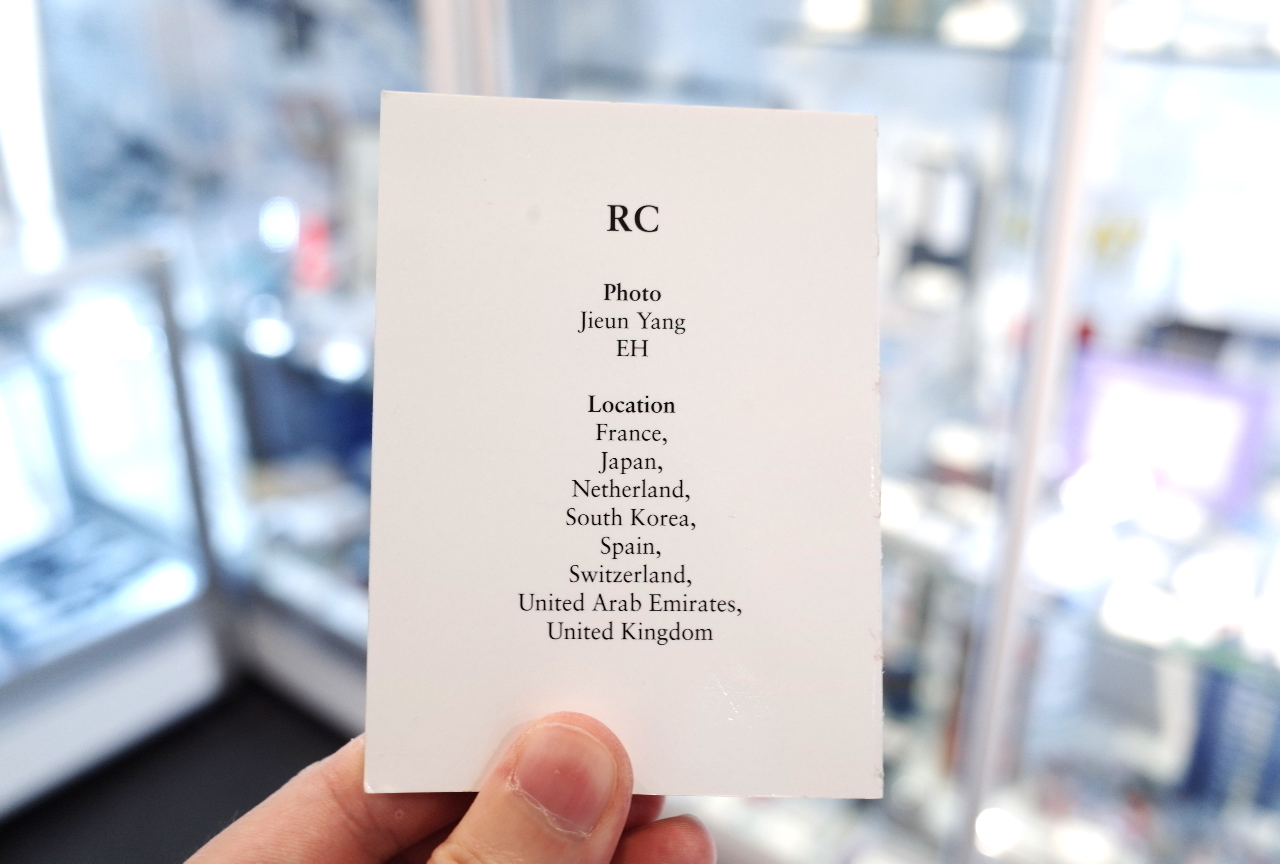 RC
Photo
Jieun Yang
EH
Location
France,
Japan,
Netherland,
South Korea,
Spain,
Switzerland,
United Arab Emirates,
United Kingdom